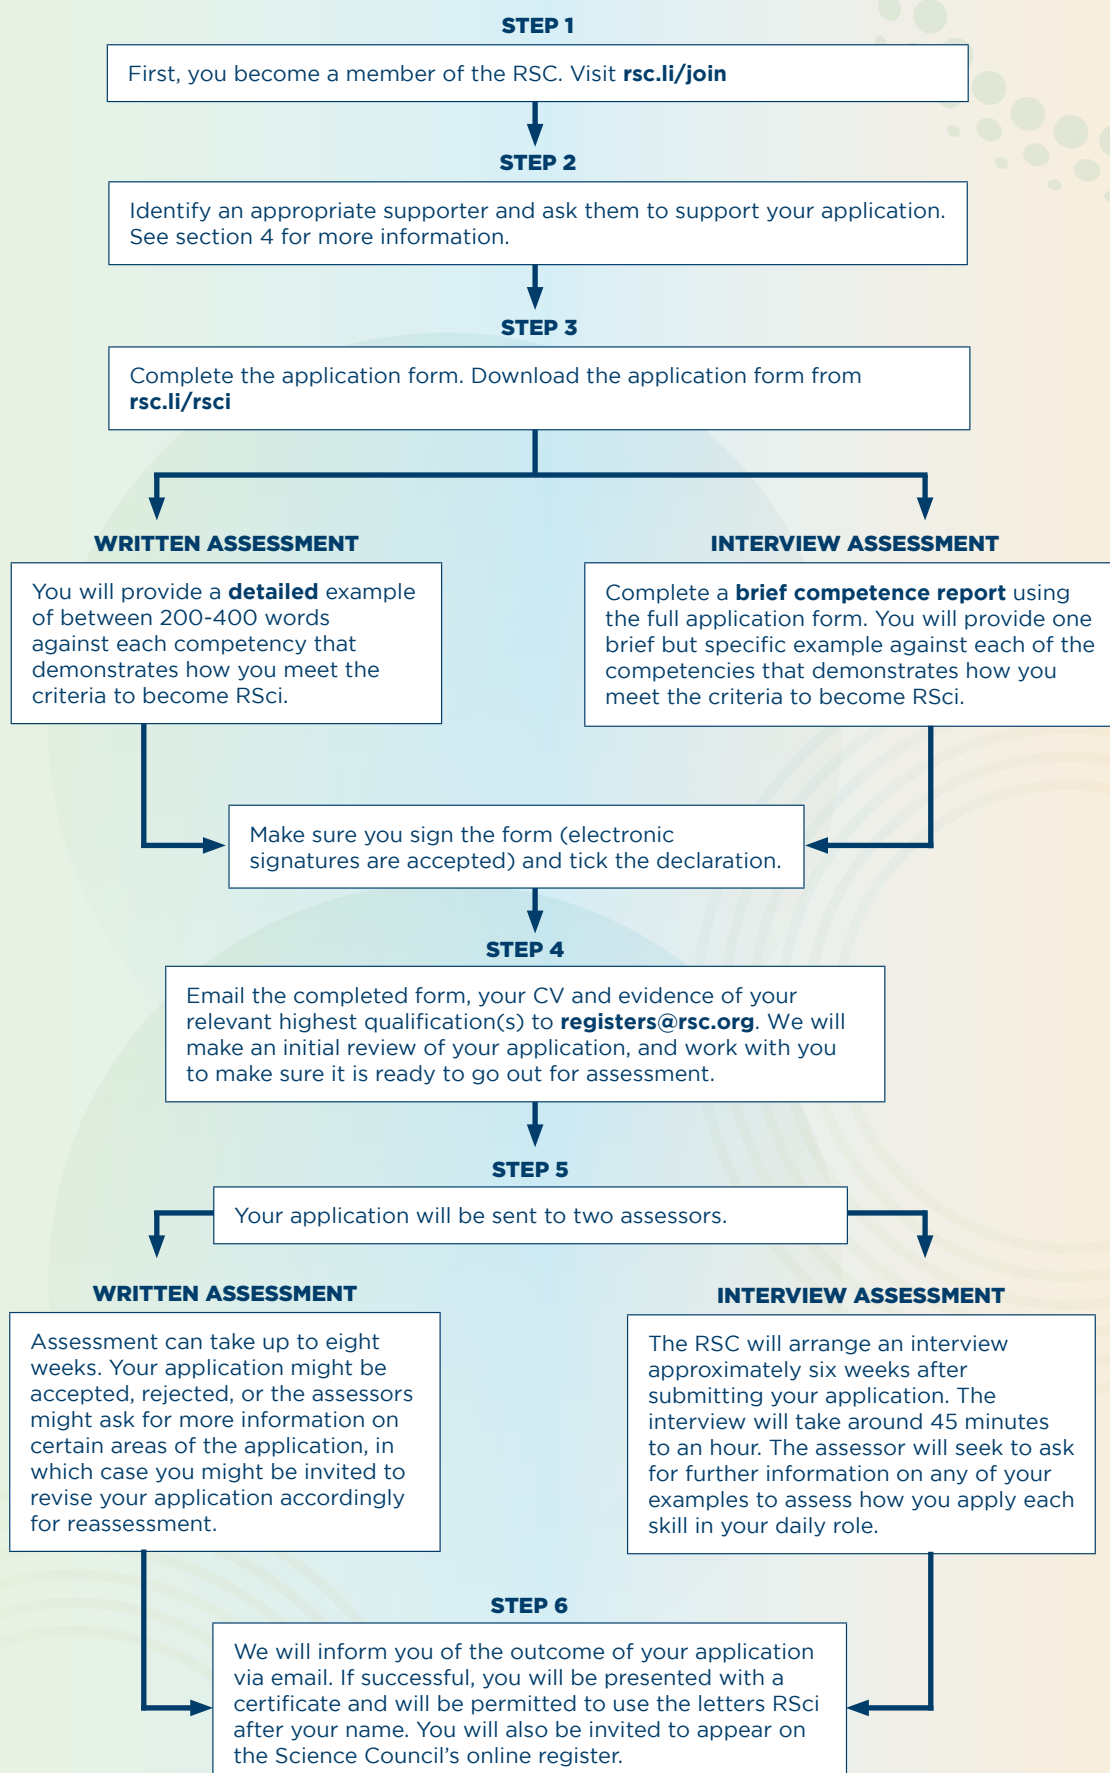 STEP 1
First, you become a member of the RSC. Visit rsc.li/join
STEP 2
Identify an appropriate supporter and ask them to support your application.
See section 4 for more information.
STEP 3
Complete the application form. Download the application form from
rsc.li/rsci
WRITTEN ASSESSMENT
You will provide a detailed example
of between 200-400 words
against each competency that
demonstrates how you meet the
criteria to become RSci.
INTERVIEW ASSESSMENT
Complete a brief competence report using
the full application form. You will provide one
brief but specific example against each of the
competencies that demonstrates how you
meet the criteria to become RSci.
Make sure you sign the form (electronic
signatures are accepted) and tick the declaration.
STEP 4
Email the completed form, your CV and evidence of your
relevant highest qualification(s) to registers@rsc.org. We will
make an initial review of your application, and work with you
to make sure it is ready to go out for assessment.
STEP 5
Your application will be sent to two assessors.
WRITTEN ASSESSMENT
Assessment can take up to eight
weeks. Your application might be
accepted, rejected, or the assessors
might ask for more information on
certain areas of the application, in
which case you might be invited to
revise your application accordingly
for reassessment.
INTERVIEW ASSESSMENT
The RSC will arrange an interview
approximately six weeks after
submitting your application. The
interview will take around 45 minutes
to an hour. The assessor will seek to ask
for further information on any of your
examples to assess how you apply each
skill in your daily role.
STEP 6
We will inform you of the outcome of your application
via email. If successful, you will be presented with a
certificate and will be permitted to use the letters RSci
after your name. You will also be invited to appear on
the Science Council's online register.